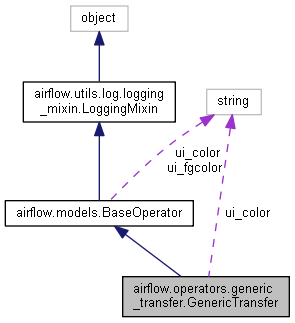 object
airflow.utils.log.logging
_mixin.LoggingMixin
string
ui_color
ui_fgcolor
airflow.models.BaseOperator
ui_color
airflow.operators.generic
_transfer.GenericTransfer